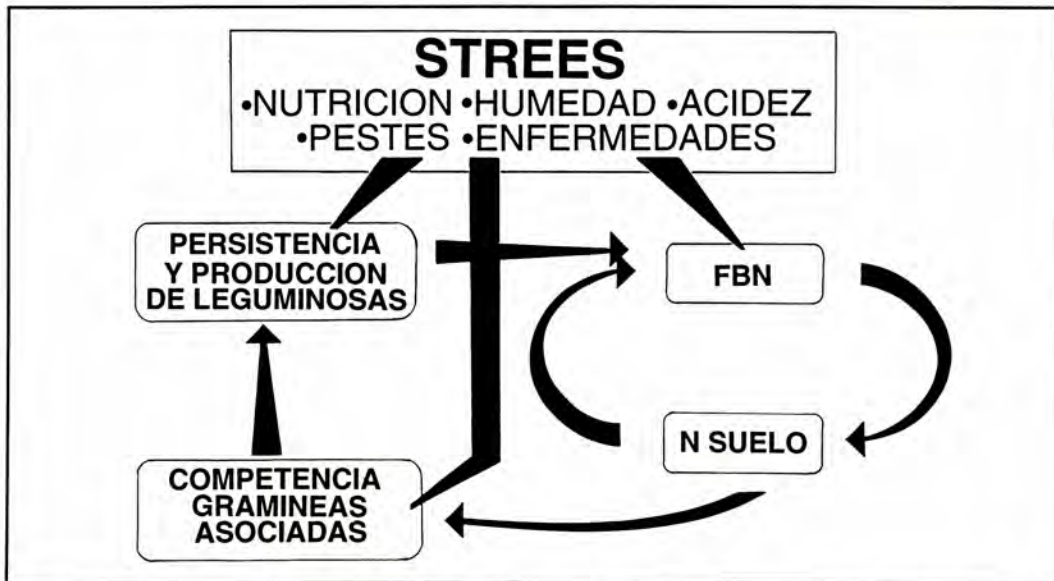 STREES
•NUTRICION •HUMEDAD •ACIDEZ
•PESTES •ENFERMEDADES
PERSISTENCIA
Y PRODUCCION
DE LEGUMINOSAS
FBN
N SUELO
COMPETENCIA
GRAMINEAS
ASOCIADAS